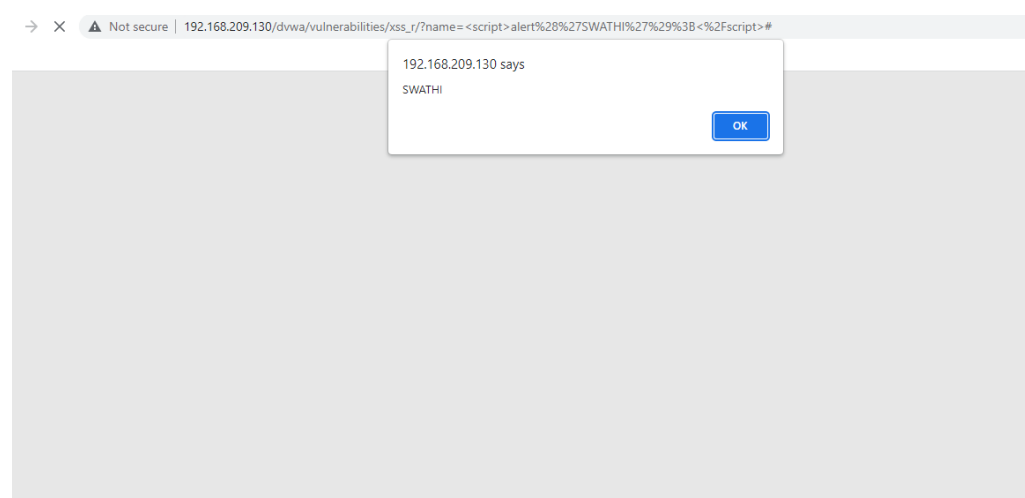 Not secure | 192.168.209.130/dvwa/vulnerabilities/xss_r/?name=<script>alert%28%27SWATHI%27%29%3B<%2Fscript>#
192.168.209.130 says
SWATHI
OK